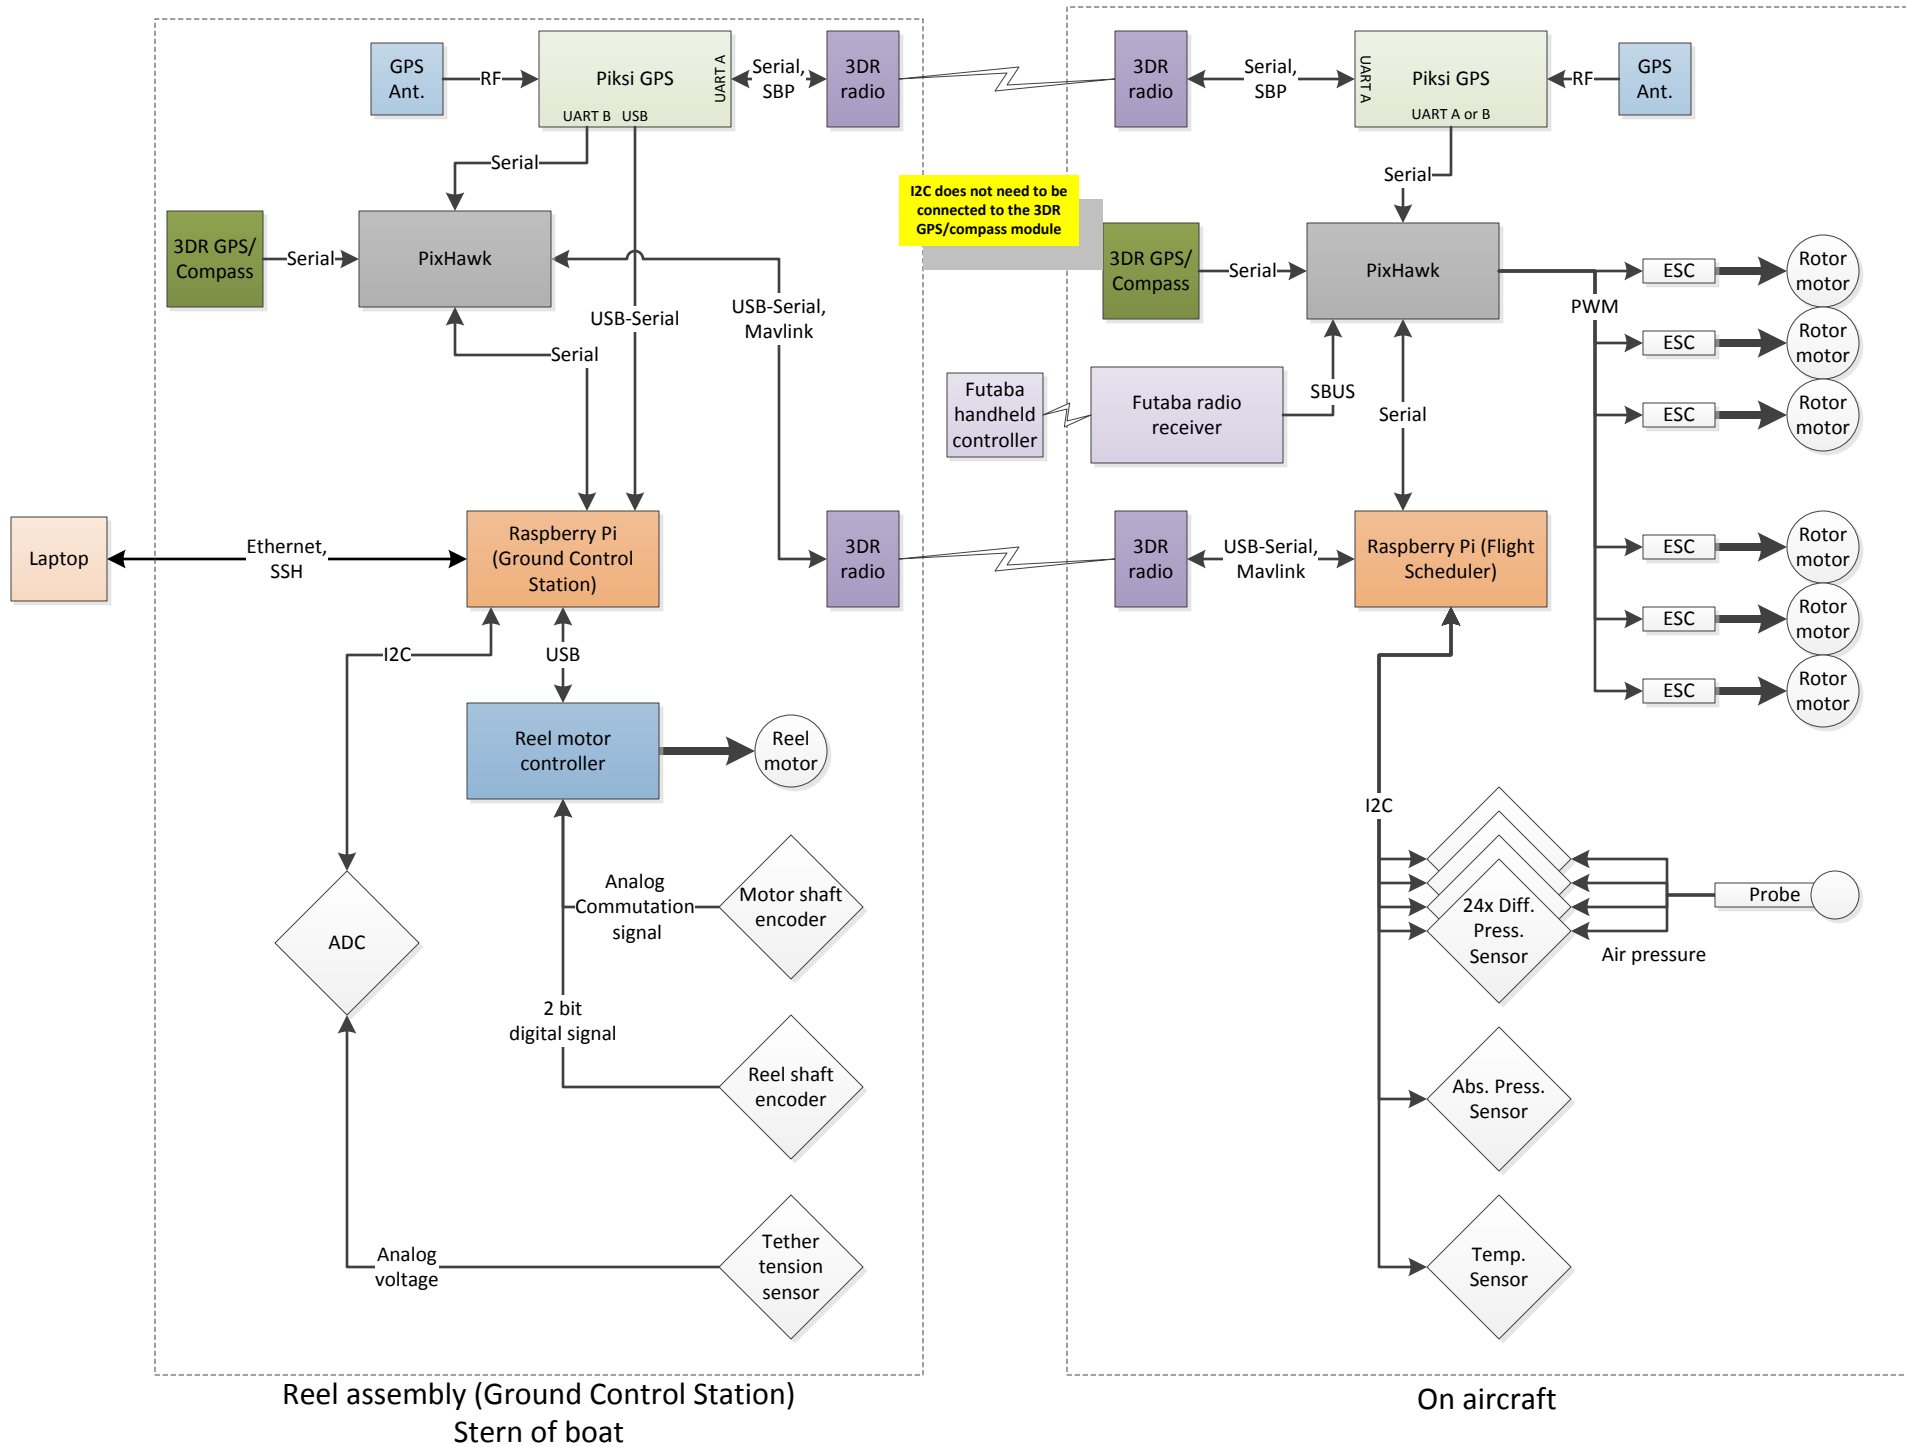 GPS
Ant.
RF
Piksi GPS
UART A
UART B
USB
Serial,
SBP
3DR
radio
3DR
radio
Serial,
SBP
UART A
Piksi GPS
UART A or B
RF
GPS
Ant.
Serial
3DR GPS/
Compass
Serial
PixHawk
USB-Serial
USB-Serial,
Mavlink
Serial
I2C does not need to be
connected to the 3DR
GPS/compass module
Serial
3DR GPS/
Compass
Serial
PixHawk
PWM
ESC
Rotor
motor
ESC
Rotor
motor
ESC
Rotor
motor
Futaba
handheld
controller
Futaba radio
receiver
SBUS
Serial
Laptop
Ethernet,
SSH
Raspberry Pi
(Ground Control
Station)
3DR
radio
3DR
radio
USB-Serial,
Mavlink
Raspberry Pi (Flight
Scheduler)
ESC
Rotor
motor
ESC
Rotor
motor
ESC
Rotor
motor
I2C
USB
Reel motor
controller
Reel
motor
Analog
Commutation
signal
Motor shaft
encoder
ADC
2 bit
digital signal
Reel shaft
encoder
Analog
voltage
Tether
tension
sensor
I2C
24x Diff.
Press.
Sensor
Probe
Air pressure
Abs. Press.
Sensor
Temp.
Sensor
Reel assembly (Ground Control Station)
Stern of boat
On aircraft